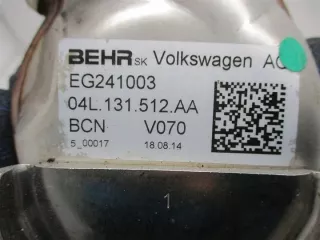 BEHR SK Volkswagen AG
EG241003
04L.131.512.AA
BCN V070
5_00017 18.08.14
1